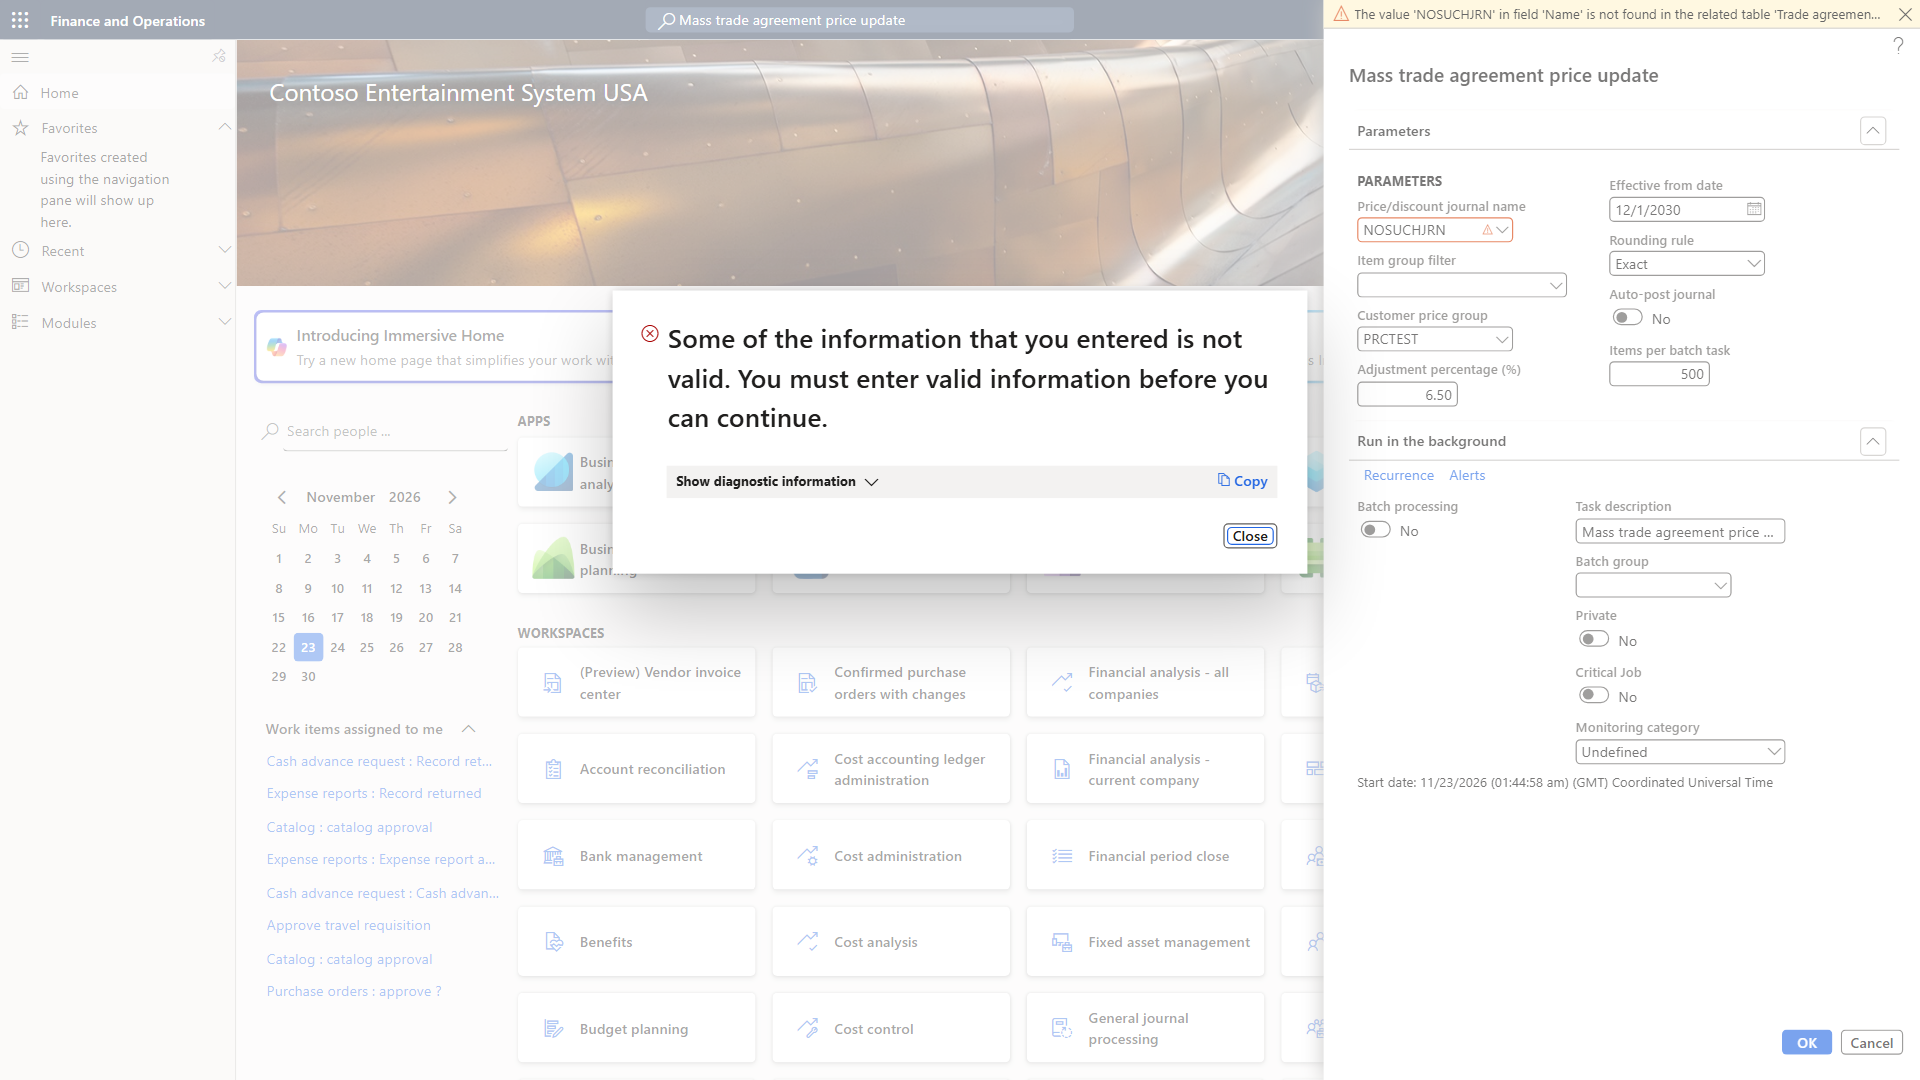 Finance and Operations
Mass trade agreement price update
The value 'NOSUCHJRN' in field 'Name' is not found in the related table 'Trade agreemen...
Home
Favorites
Favorites created
using the navigation
pane will show up
here.
Recent
Workspaces
Modules
Contoso Entertainment System USA
Introducing Immersive Home
Try a new home page that simplifies your work wi
Search people ...
November 2026
Su Mo Tu We Th Fr Sa
1 2 3 4 5 6 7
8 9 10 11 12 13 14
15 16 17 18 19 20 21
22 23 24 25 26 27 28
29 30
Work items assigned to me
Cash advance request : Record ret...
Expense reports : Record returned
Catalog : catalog approval
Expense reports : Expense report a...
Cash advance request : Cash advan...
Approve travel requisition
Catalog : catalog approval
Purchase orders : approve ?
APPS
Busin
analy
Busin
planning
WORKSPACES
(Preview) Vendor invoice
center
Confirmed purchase
orders with changes
Financial analysis - all
companies
Account reconciliation
Cost accounting ledger
administration
Financial analysis -
current company
Bank management
Cost administration
Financial period close
Benefits
Cost analysis
Fixed asset management
Budget planning
Cost control
General journal
processing
Some of the information that you entered is not
valid. You must enter valid information before you
can continue.
Show diagnostic information
Copy
Close
?
Mass trade agreement price update
Parameters
PARAMETERS
Price/discount journal name
NOSUCHJRN
Item group filter
Customer price group
PRCTEST
Adjustment percentage (%)
6.50
Effective from date
12/1/2030
Rounding rule
Exact
Auto-post journal
No
Items per batch task
500
Run in the background
Recurrence Alerts
Batch processing
No
Task description
Mass trade agreement price ...
Batch group
Private
No
Critical Job
No
Monitoring category
Undefined
Start date: 11/23/2026 (01:44:58 am) (GMT) Coordinated Universal Time
OK
Cancel